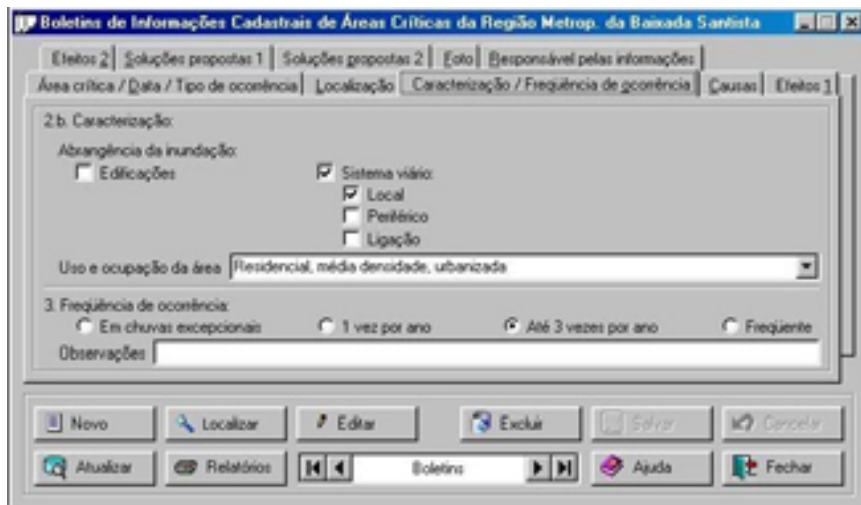 Boletins de Informações Cadastrais de Áreas Críticas da Região Metrop. da Baixada Santista
Efeitos 2 Soluções propostas 1 Soluções propostas 2 Foto Responsável pelas informações
Área crítica / Data / Tipo de ocorrência Localização Caracterização / Freqüência de ocorrência Causas Efeitos 1
2.b. Caracterização:
Abrangência da inundação:
Edificações Sistema viário:
Local
Periférico
Ligação
Uso e ocupação da área Residencial, média densidade, urbanizada
3. Freqüência de ocorrência:
Em chuvas excepcionais 1 vez por ano Até 3 vezes por ano Freqüente
Observações
Novo Localizar Editar Excluir Salvar Cancelar
Atualizar Relatórios Boletins Ajuda Fechar